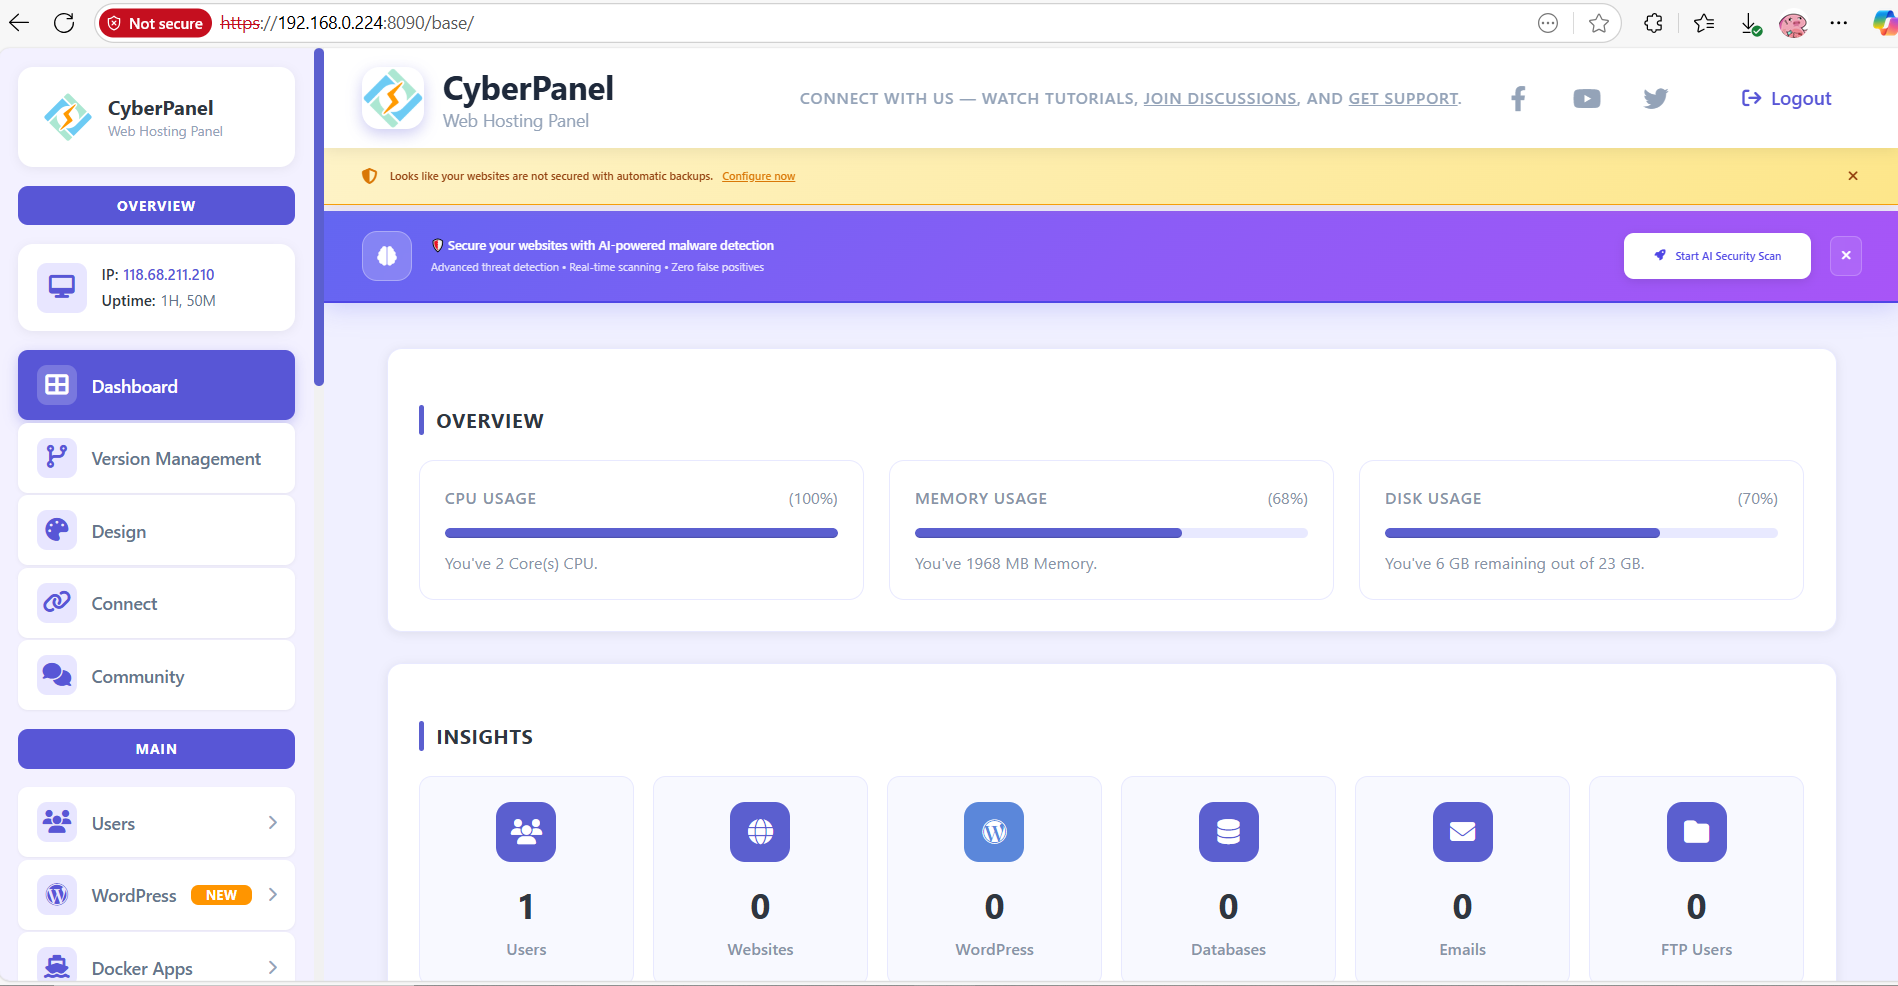 Not secure https://192.168.0.224:8090/base/
CyberPanel
Web Hosting Panel
OVERVIEW
IP: 118.68.211.210
Uptime: 1H, 50M
Dashboard
Version Management
Design
Connect
Community
MAIN
Users
WordPress NEW
Docker Apps
CyberPanel
Web Hosting Panel
CONNECT WITH US — WATCH TUTORIALS, JOIN DISCUSSIONS, AND GET SUPPORT.
Logout
Looks like your websites are not secured with automatic backups. Configure now
Secure your websites with AI-powered malware detection
Advanced threat detection • Real-time scanning • Zero false positives
Start AI Security Scan
OVERVIEW
CPU USAGE (100%)
You've 2 Core(s) CPU.
MEMORY USAGE (68%)
You've 1968 MB Memory.
DISK USAGE (70%)
You've 6 GB remaining out of 23 GB.
INSIGHTS
1
Users
0
Websites
0
WordPress
0
Databases
0
Emails
0
FTP Users